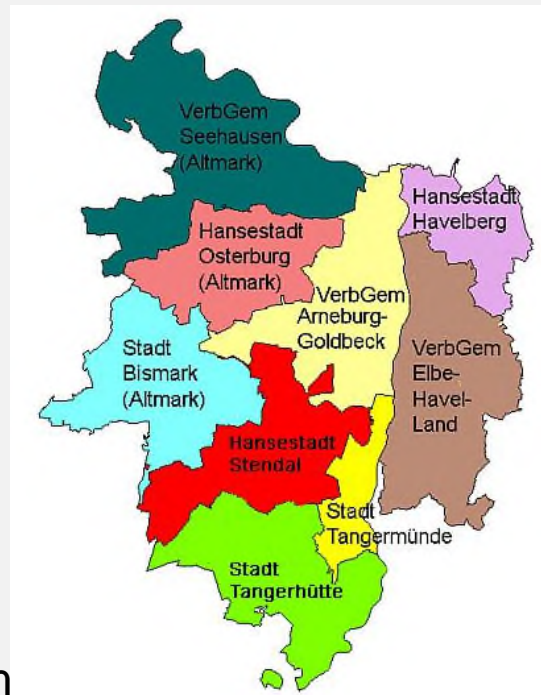 VerbGem
Seehausen
(Altmark)
Hansestadt
Havelberg
Hansestadt
Osterburg
(Altmark)
VerbGem
Arneburg-
Goldbeck
Stadt
Bismark
(Altmark)
VerbGem
Elbe-
Havel-
Land
Hansestadt
Stendal
Stadt
Tangermünde
Stadt
Tangerhütte